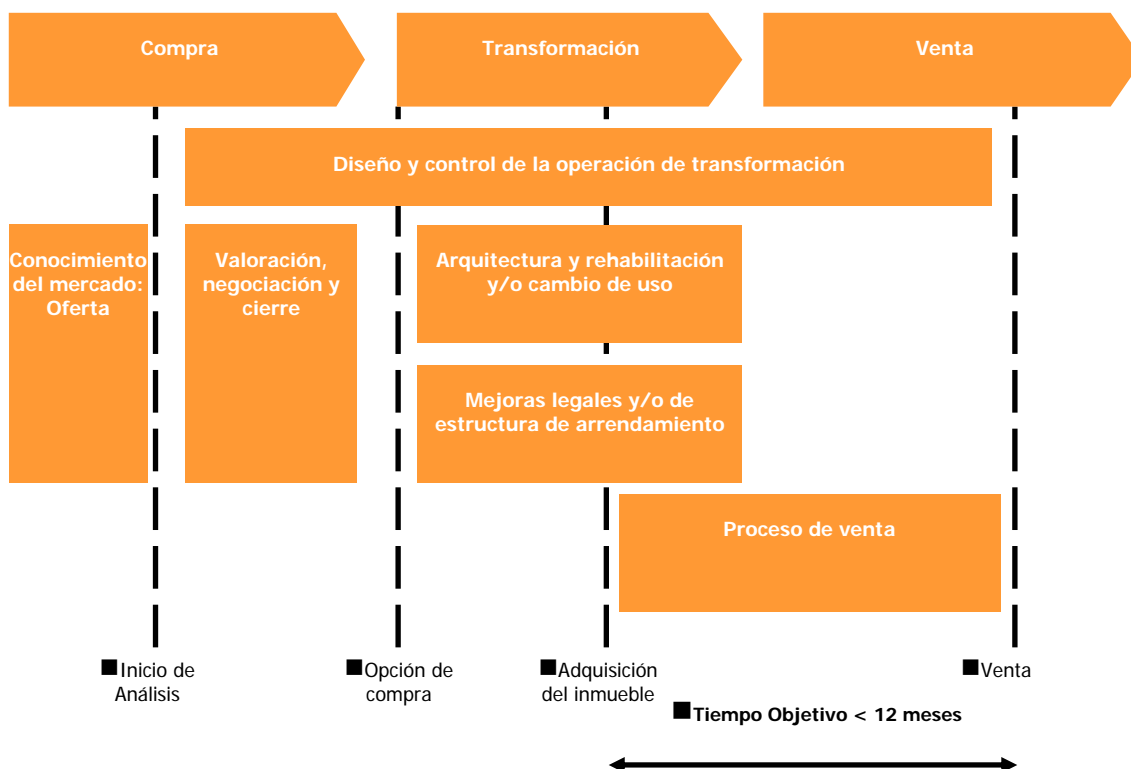 Compra
Transformación
Venta
Diseño y control de la operación de transformación
Conocimiento
del mercado:
Oferta
Valoración,
negociación y
cierre
Arquitectura y rehabilitación
y/o cambio de uso
Mejoras legales y/o de
estructura de arrendamiento
Proceso de venta
Inicio de
Análisis
Opción de
compra
Adquisición
del inmueble
Venta
Tiempo Objetivo < 12 meses